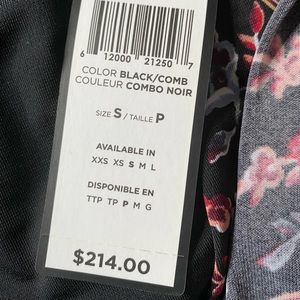 6 12000 21250 7
COLOR BLACK/COMB
COULEUR COMBO NOIR
SIZE S/TAILLE P
AVAILABLE IN
XXS XS S M L
DISPONIBLE EN
TTP TP P M G
$214.00